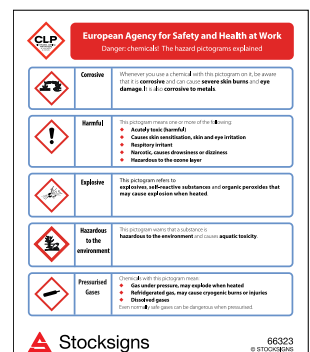 CLP
European Agency for Safety and Health at Work
Danger: chemicals! The hazard pictograms explained
Corrosive
Whenever you use a chemical with this pictogram on it, be aware
that it is corrosive and can cause severe skin burns and eye
damage. It is also corrosive to metals.
Harmful
This pictogram means one or more of the following:
Acutely toxic (harmful)
Causes skin sensitisation, skin and eye irritation
Respitory irritant
Narcotic, causes drowsiness or dizziness
Hazardous to the ozone layer
Explosive
This pictogram refers to
explosives, self-reactive substances and organic peroxides that
may cause explosion when heated.
Hazardous
to the
environment
This pictogram warns that a substance is
hazardous to the environment and causes aquatic toxicity.
Pressurised
Gases
Chemicals with this pictogram mean:
Gas under pressure, may explode when heated
Refrigerated gas, may cause cryogenic burns or injuries
Dissolved gases
Even normally safe gases can be dangerous when pressurised.
Stocksigns
66323
© STOCKSIGNS